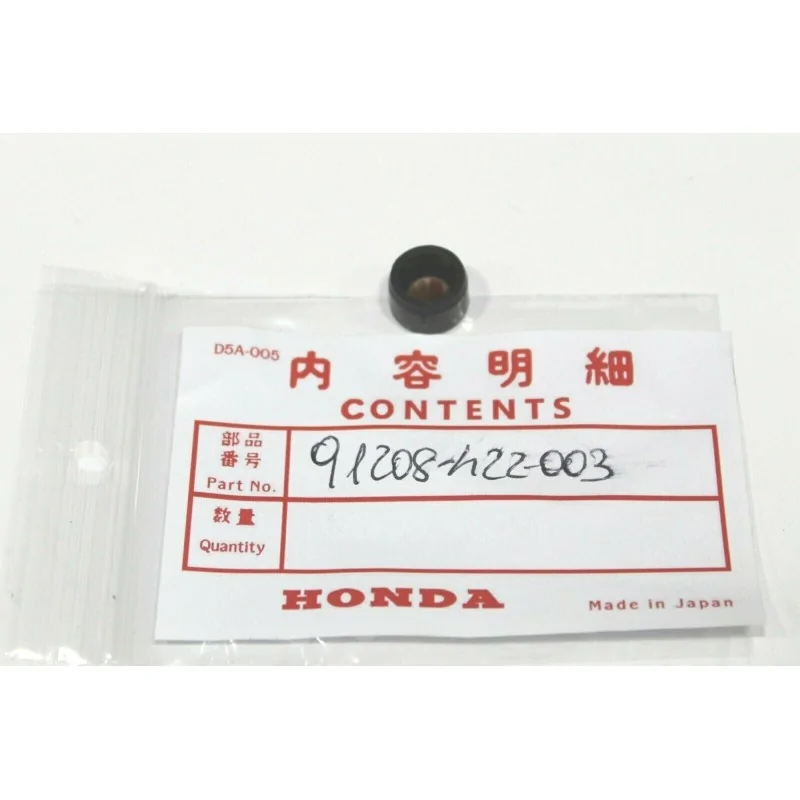 D5A-005 内容明細
CONTENTS
部品
番号
Part No.
91208-422-003
数量
Quantity
HONDA
Made in Japan